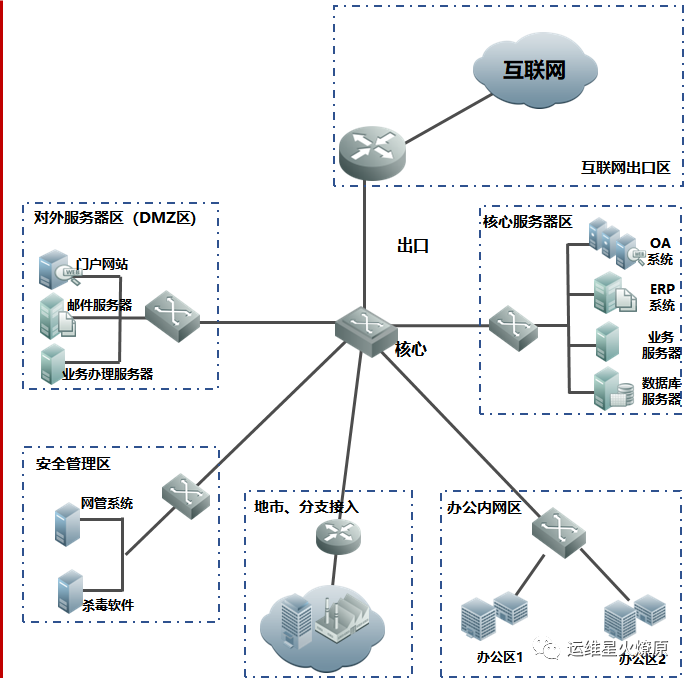 互联网
互联网出口区
出口
对外服务器区（DMZ区)
门户网站
WEB
邮件服务器
业务办理服务器
核心服务器区
OA
系统
ERP
系统
业务
服务器
数据库
服务器
核心
安全管理区
网管系统
杀毒软件
地市、分支接入
办公内网区
办公区1
办公区2
运维星火燎原